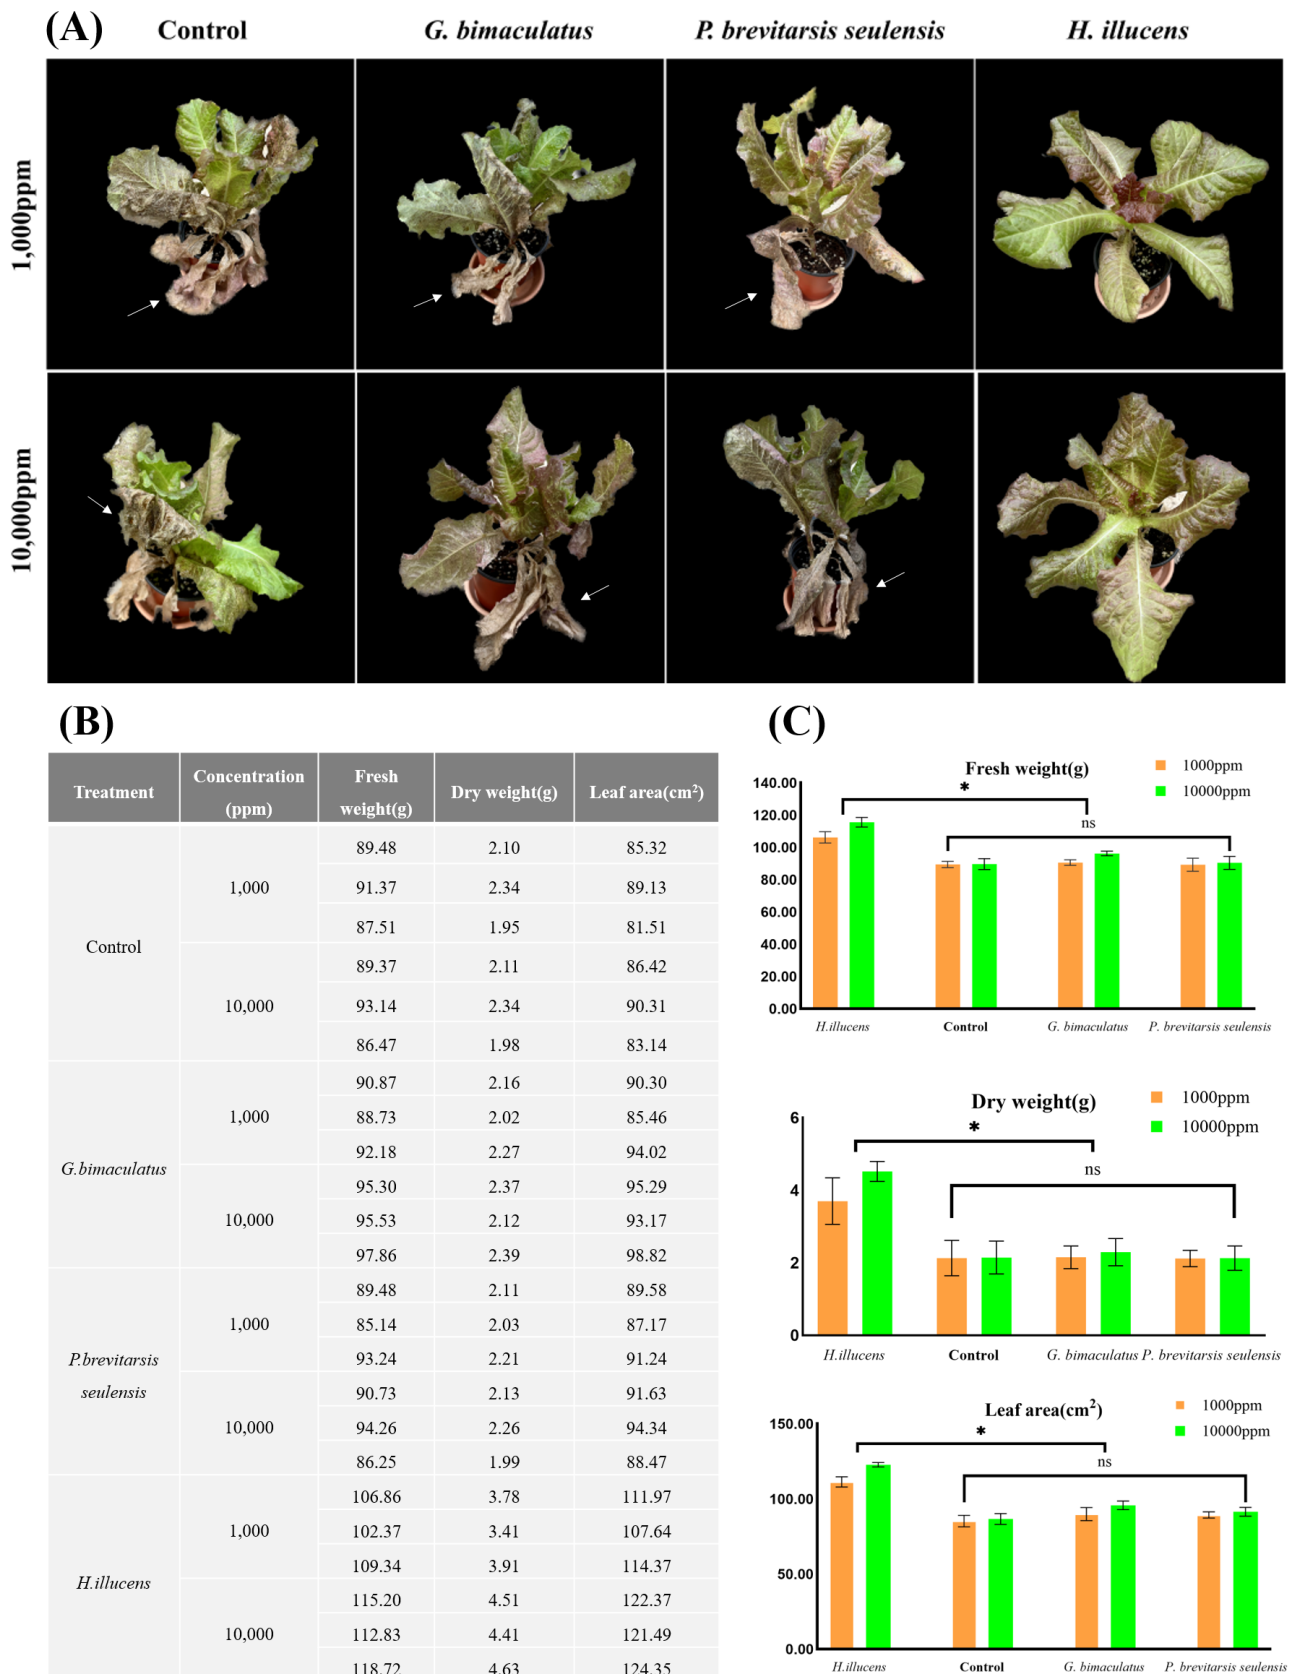 (A)
Control
G. bimaculatus
P. brevitarsis seulensis
H. illucens
1,000ppm
10,000ppm
(B)
Treatment
Concentration
(ppm)
Fresh
weight(g)
Dry weight(g)
Leaf area(cm²)
Control
1,000
89.48 2.10 85.32
91.37 2.34 89.13
87.51 1.95 81.51
10,000
89.37 2.11 86.42
93.14 2.34 90.31
86.47 1.98 83.14
G.bimaculatus
1,000
90.87 2.16 90.30
88.73 2.02 85.46
92.18 2.27 94.02
10,000
95.30 2.37 95.29
95.53 2.12 93.17
97.86 2.39 98.82
P.brevitarsis
seulensis
1,000
89.48 2.11 89.58
85.14 2.03 87.17
93.24 2.21 91.24
10,000
90.73 2.13 91.63
94.26 2.26 94.34
86.25 1.99 88.47
H.illucens
1,000
106.86 3.78 111.97
102.37 3.41 107.64
109.34 3.91 114.37
10,000
115.20 4.51 122.37
112.83 4.41 121.49
118.72 4.63 124.35
(C)
Fresh weight(g)
1000ppm
10000ppm
*
ns
140.00
120.00
100.00
80.00
60.00
40.00
20.00
0.00
H.illucens Control G. bimaculatus P. brevitarsis seulensis
Dry weight(g)
1000ppm
10000ppm
*
ns
6
4
2
0
H.illucens Control G. bimaculatus P. brevitarsis seulensis
Leaf area(cm²)
1000ppm
10000ppm
*
ns
150.00
100.00
50.00
0.00
H.illucens Control G. bimaculatus P. brevitarsis seulensis